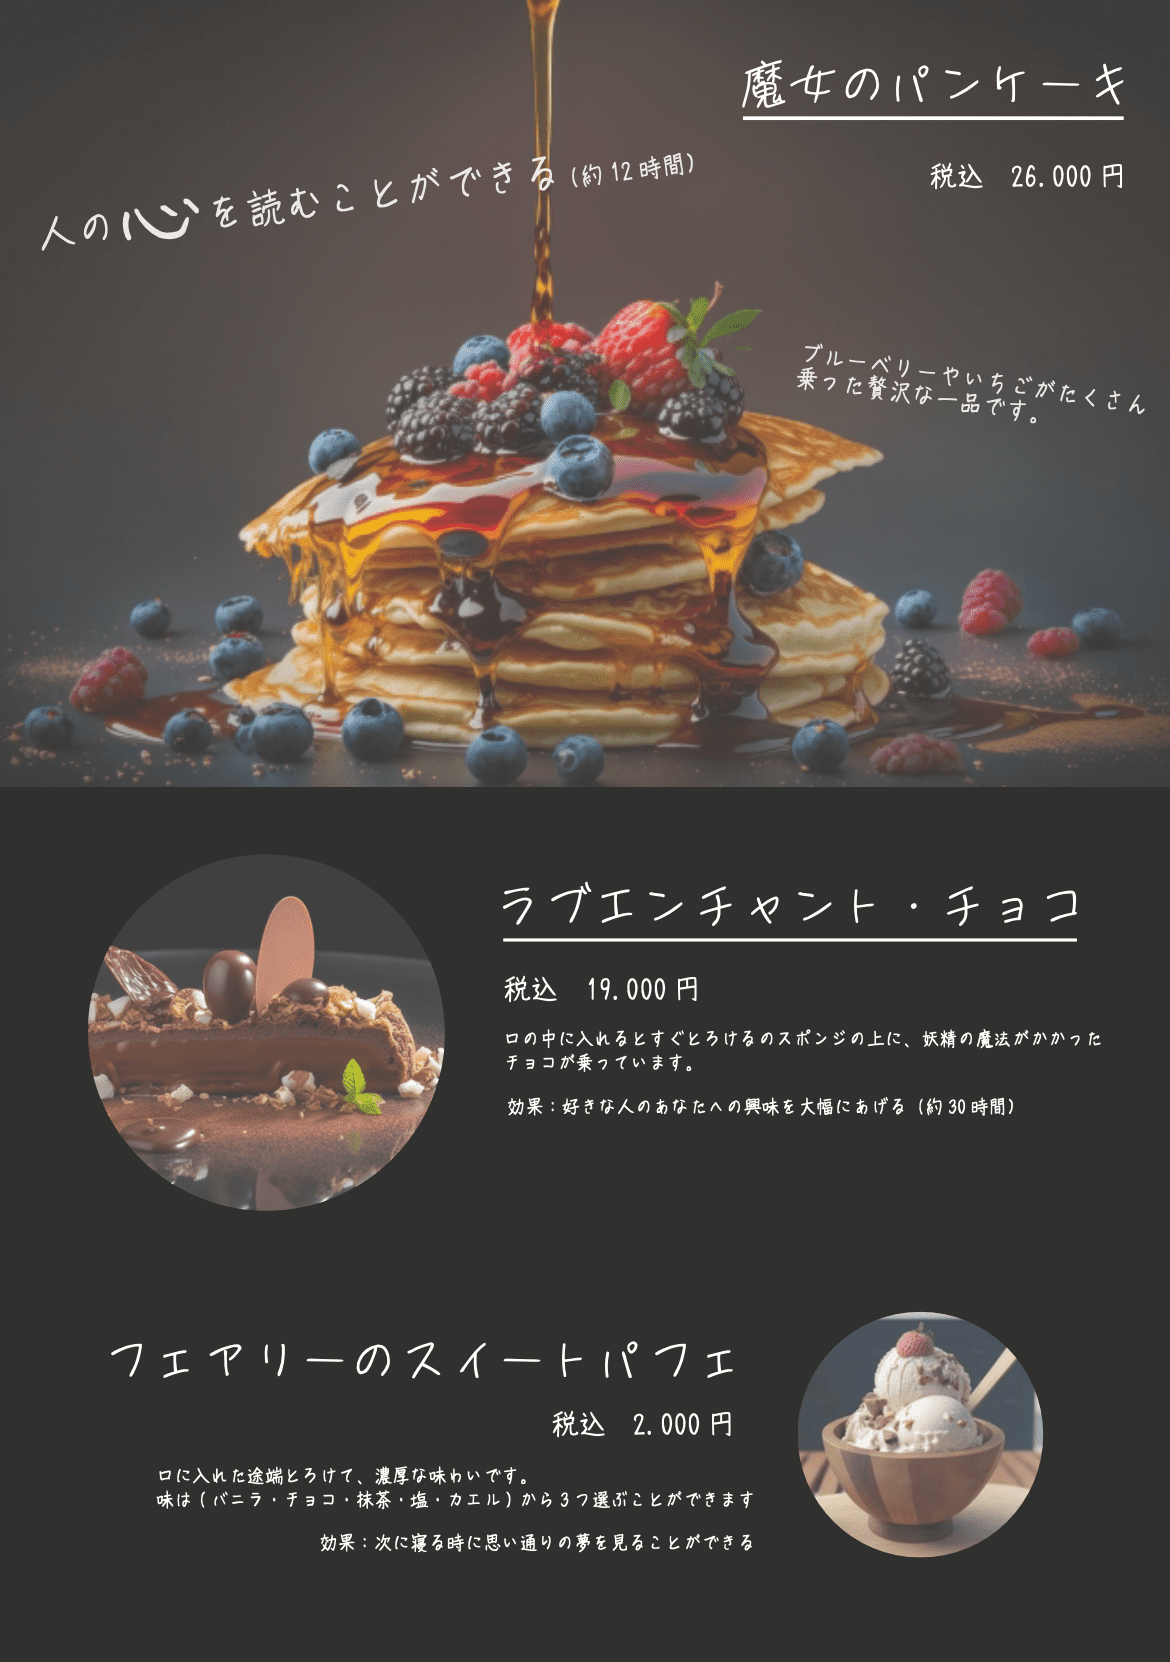 魔女のパンケーキ
税込　26.000 円
人の心を読むことができる（約 12 時間）
ブルーベリーやいちごがたくさん
乗った贅沢な一品です。
ラブエンチャント・チョコ
税込　19.000 円
口の中に入れるとすぐとろけるのスポンジの上に、妖精の魔法がかかった
チョコが乗っています。
効果：好きな人のあなたへの興味を大幅にあげる（約 30 時間）
フェアリーのスイートパフェ
税込　2.000 円
口に入れた途端とろけて、濃厚な味わいです。
味は（バニラ・チョコ・抹茶・塩・カエル）から３つ選ぶことができます
効果：次に寝る時に思い通りの夢を見ることができる